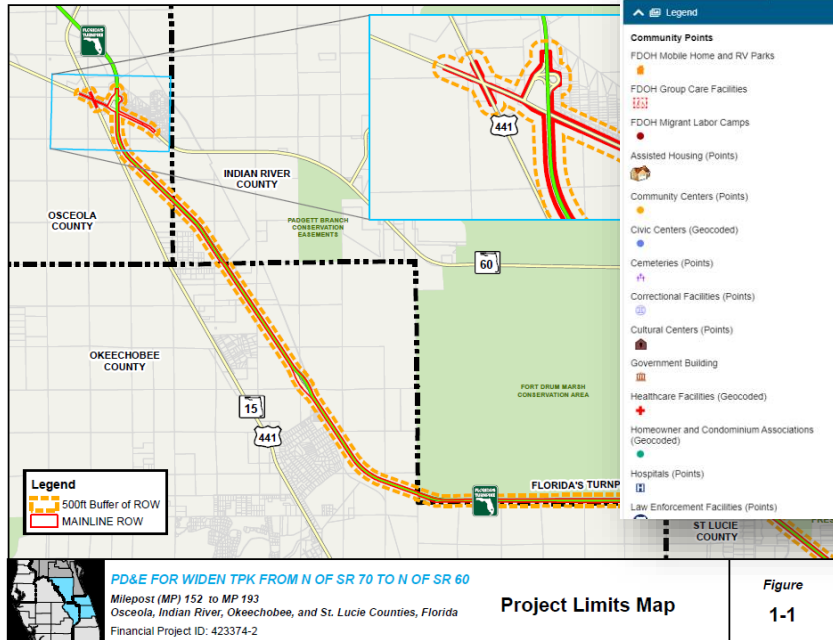 FLORIDA'S
TURNPIKE
441
INDIAN RIVER
COUNTY
OSCEOLA
COUNTY
PADGETT BRANCH
CONSERVATION
EASEMENTS
60
OKEECHOBEE
COUNTY
FORT DRUM MARSH
CONSERVATION AREA
15
441
FLORIDA'S TURNP
FLORIDA'S
TURNPIKE
ST LUCIE
COUNTY
Legend
500ft Buffer of ROW
MAINLINE ROW
Legend
Community Points
FDOH Mobile Home and RV Parks
FDOH Group Care Facilities
FDOH Migrant Labor Camps
Assisted Housing (Points)
Community Centers (Points)
Civic Centers (Geocoded)
Cemeteries (Points)
Correctional Facilities (Points)
Cultural Centers (Points)
Government Building
Healthcare Facilities (Geocoded)
Homeowner and Condominium Associations
(Geocoded)
Hospitals (Points)
H
Law Enforcement Facilities (Points)
PD&E FOR WIDEN TPK FROM N OF SR 70 TO N OF SR 60
Milepost (MP) 152 to MP 193
Osceola, Indian River, Okeechobee, and St. Lucie Counties, Florida
Financial Project ID: 423374-2
Project Limits Map
Figure
1-1